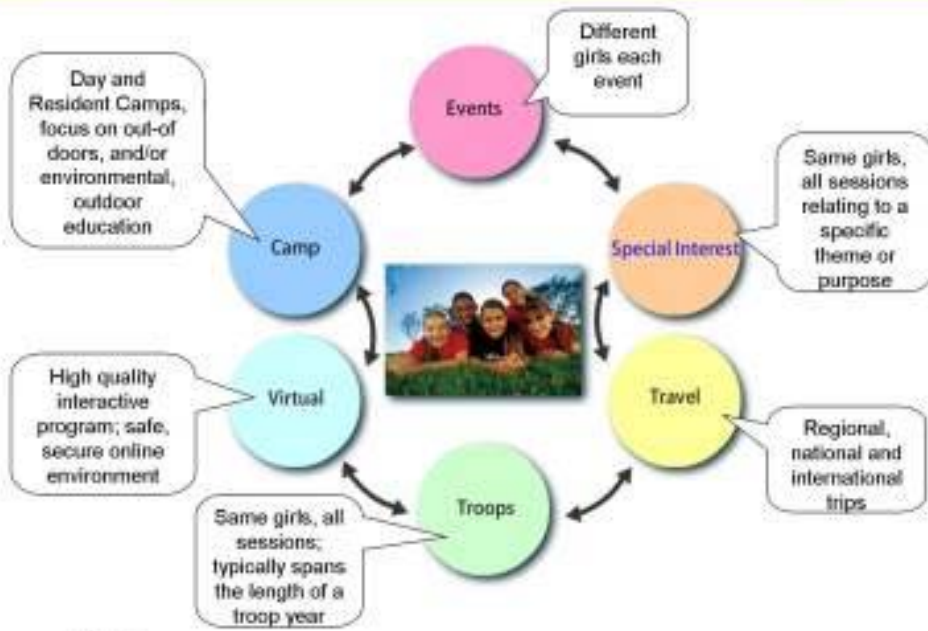 Different
girls each
event
Events
Day and
Resident Camps,
focus on out-of
doors, and/or
environmental,
outdoor
education
Camp
Same girls,
all sessions
relating to a
specific
theme or
purpose
Special Interest
High quality
interactive
program; safe,
secure online
environment
Virtual
Travel
Regional,
national and
international
trips
Troops
Same girls, all
sessions;
typically spans
the length of a
troop year